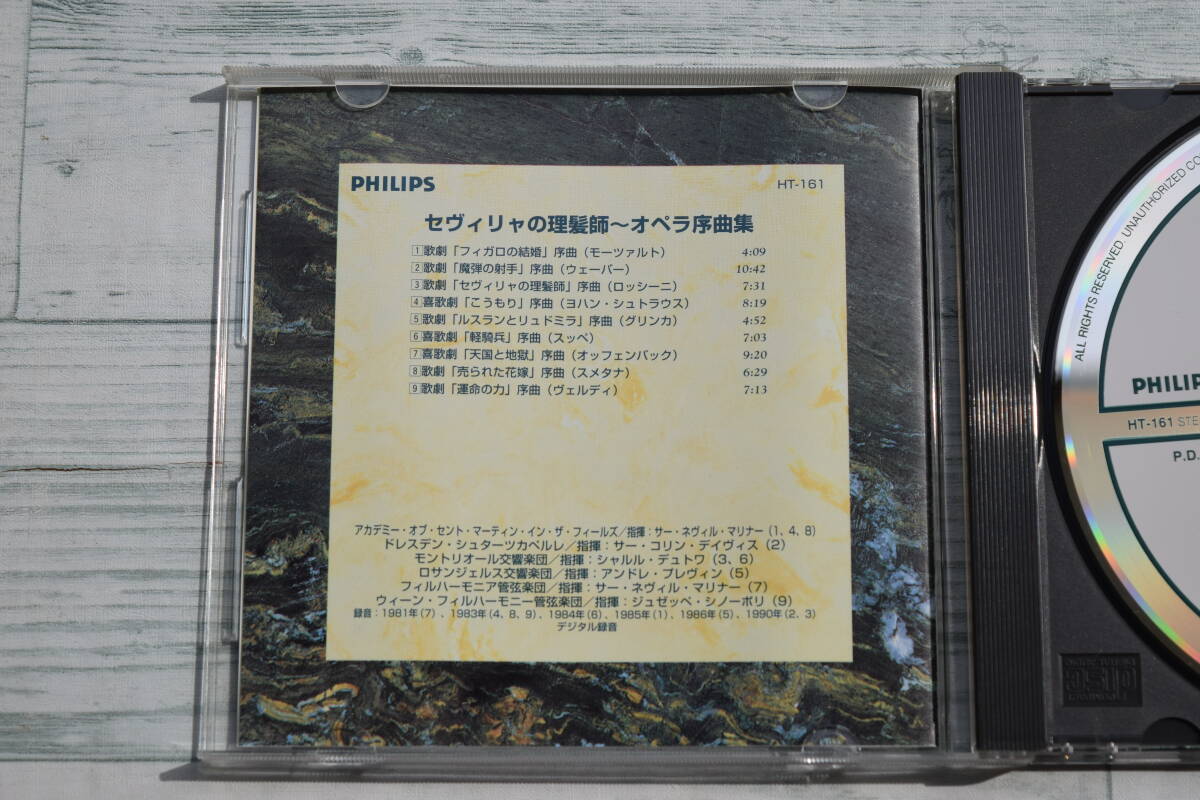 PHILIPS HT-161
セヴィリャの理髪師～オペラ序曲集
1 歌劇「フィガロの結婚」序曲（モーツァルト） 4:09
2 歌劇「魔弾の射手」序曲（ウェーバー） 10:42
3 歌劇「セヴィリャの理髪師」序曲（ロッシーニ） 7:31
4 喜歌劇「こうもり」序曲（ヨハン・シュトラウス） 8:19
5 歌劇「ルスランとリュドミラ」序曲（グリンカ） 4:52
6 喜歌劇「軽騎兵」序曲（スッペ） 7:03
7 喜歌劇「天国と地獄」序曲（オッフェンバック） 9:20
8 歌劇「売られた花嫁」序曲（スメタナ） 6:29
9 歌劇「運命の力」序曲（ヴェルディ） 7:13
アカデミー・オブ・セント・マーティン・イン・ザ・フィールズ／指揮：サー・ネヴィル・マリナー（1, 4, 8）
ドレスデン・シュターツカペルレ／指揮：サー・コリン・デイヴィス（2）
モントリオール交響楽団／指揮：シャルル・デュトワ（3、6）
ロサンジェルス交響楽団／指揮：アンドレ・プレヴィン（5）
フィルハーモニア管弦楽団／指揮：サー・ネヴィル・マリナー（7）
ウィーン・フィルハーモニー管弦楽団／指揮：ジュゼッペ・シノーポリ（9）
録音：1981年（7）、1983年（4, 8, 9）、1984年（6）、1985年（1）、1986年（5）、1990年（2, 3）
デジタル録音
ALL RIGHTS RESERVED. UNAUTHORIZED
PHILIPS
HT-161
P.D.